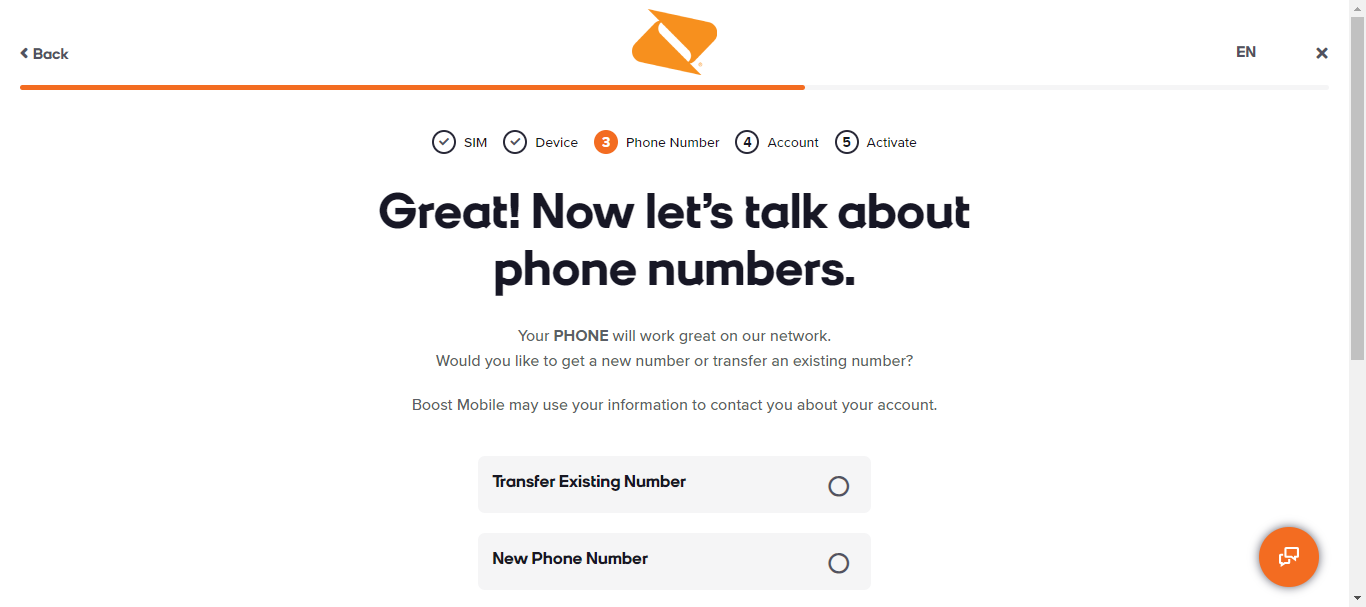 Back
EN
SIM
Device
3 Phone Number
4 Account
5 Activate
Great! Now let’s talk about
phone numbers.
Your PHONE will work great on our network.
Would you like to get a new number or transfer an existing number?
Boost Mobile may use your information to contact you about your account.
Transfer Existing Number
New Phone Number